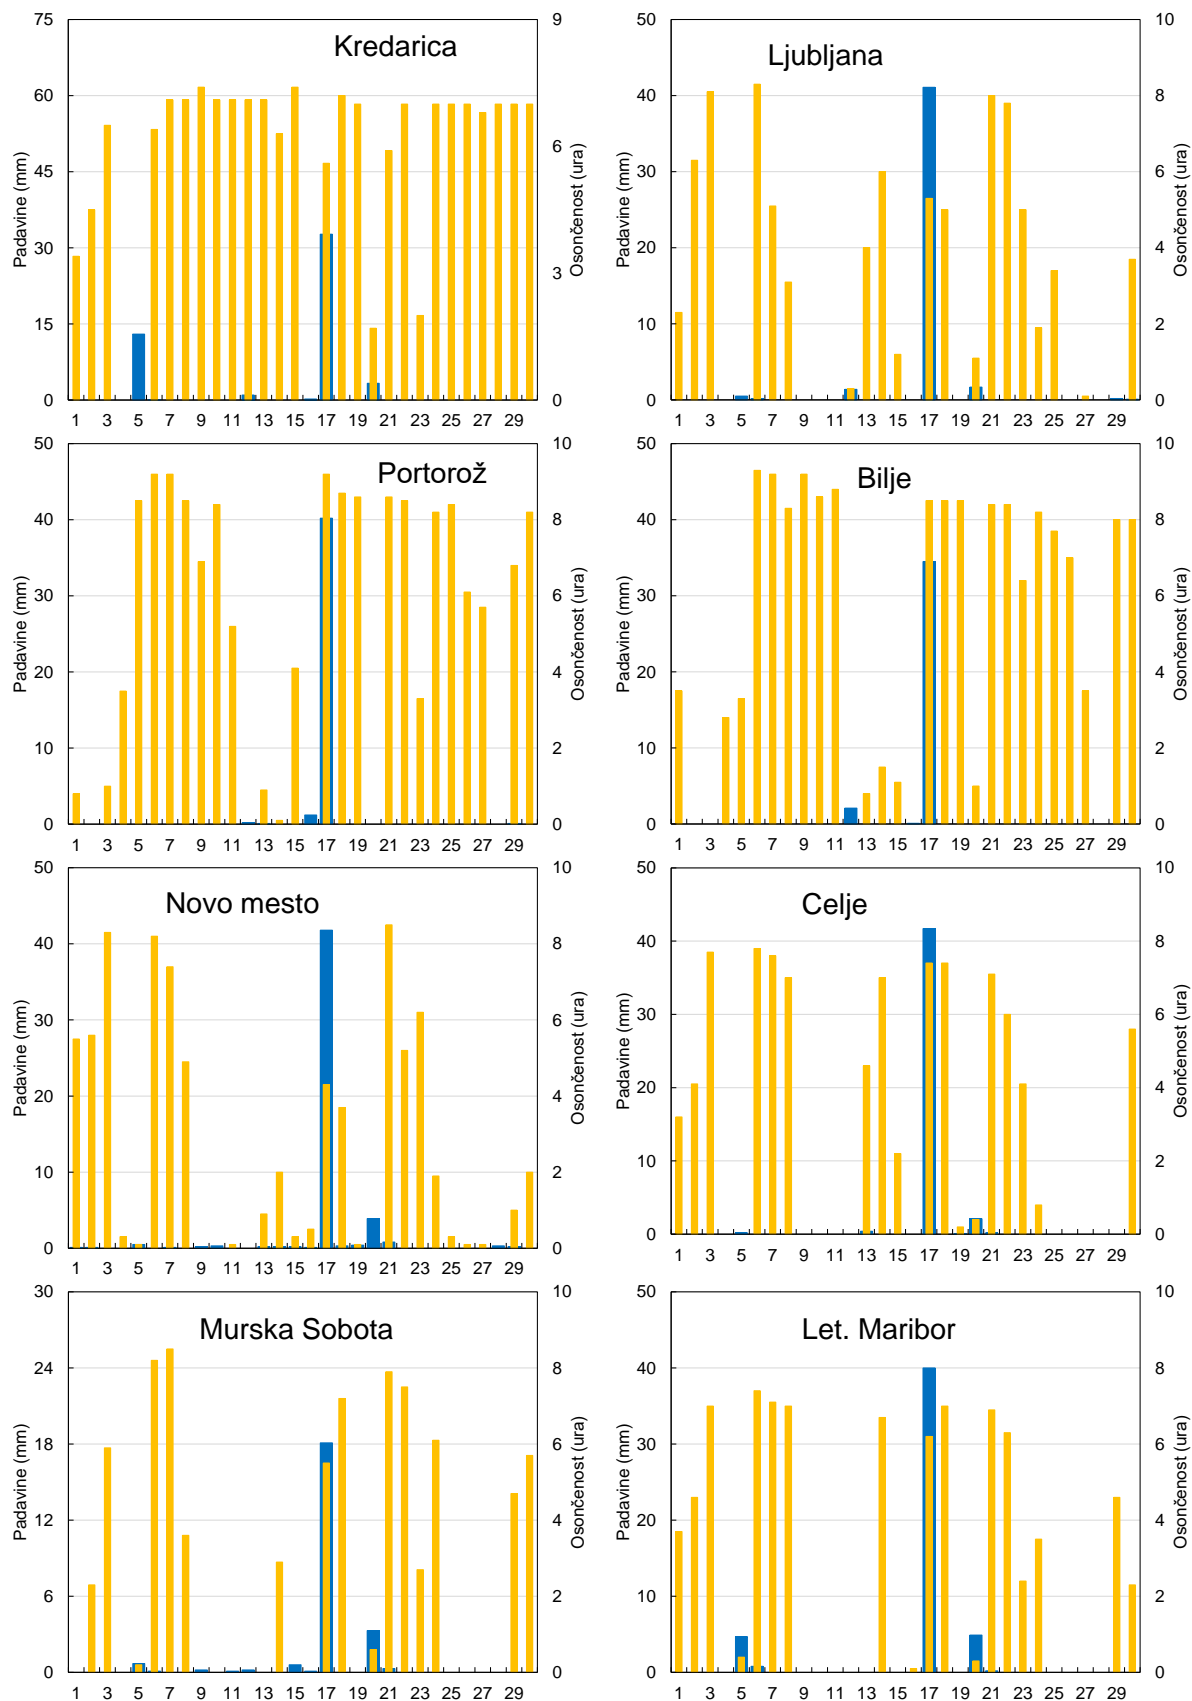 Kredarica
Padavine (mm)
75
60
45
30
15
0
Osončenost (ura)
9
6
3
0
1 3 5 7 9 11 13 15 17 19 21 23 25 27 29
Ljubljana
Padavine (mm)
50
40
30
20
10
0
Osončenost (ura)
10
8
6
4
2
0
1 3 5 7 9 11 13 15 17 19 21 23 25 27 29
Portorož
Padavine (mm)
50
40
30
20
10
0
Osončenost (ura)
10
8
6
4
2
0
1 3 5 7 9 11 13 15 17 19 21 23 25 27 29
Bilje
Padavine (mm)
50
40
30
20
10
0
Osončenost (ura)
10
8
6
4
2
0
1 3 5 7 9 11 13 15 17 19 21 23 25 27 29
Novo mesto
Padavine (mm)
50
40
30
20
10
0
Osončenost (ura)
10
8
6
4
2
0
1 3 5 7 9 11 13 15 17 19 21 23 25 27 29
Celje
Padavine (mm)
50
40
30
20
10
0
Osončenost (ura)
10
8
6
4
2
0
1 3 5 7 9 11 13 15 17 19 21 23 25 27 29
Murska Sobota
Padavine (mm)
30
24
18
12
6
0
Osončenost (ura)
10
8
6
4
2
0
1 3 5 7 9 11 13 15 17 19 21 23 25 27 29
Let. Maribor
Padavine (mm)
50
40
30
20
10
0
Osončenost (ura)
10
8
6
4
2
0
1 3 5 7 9 11 13 15 17 19 21 23 25 27 29